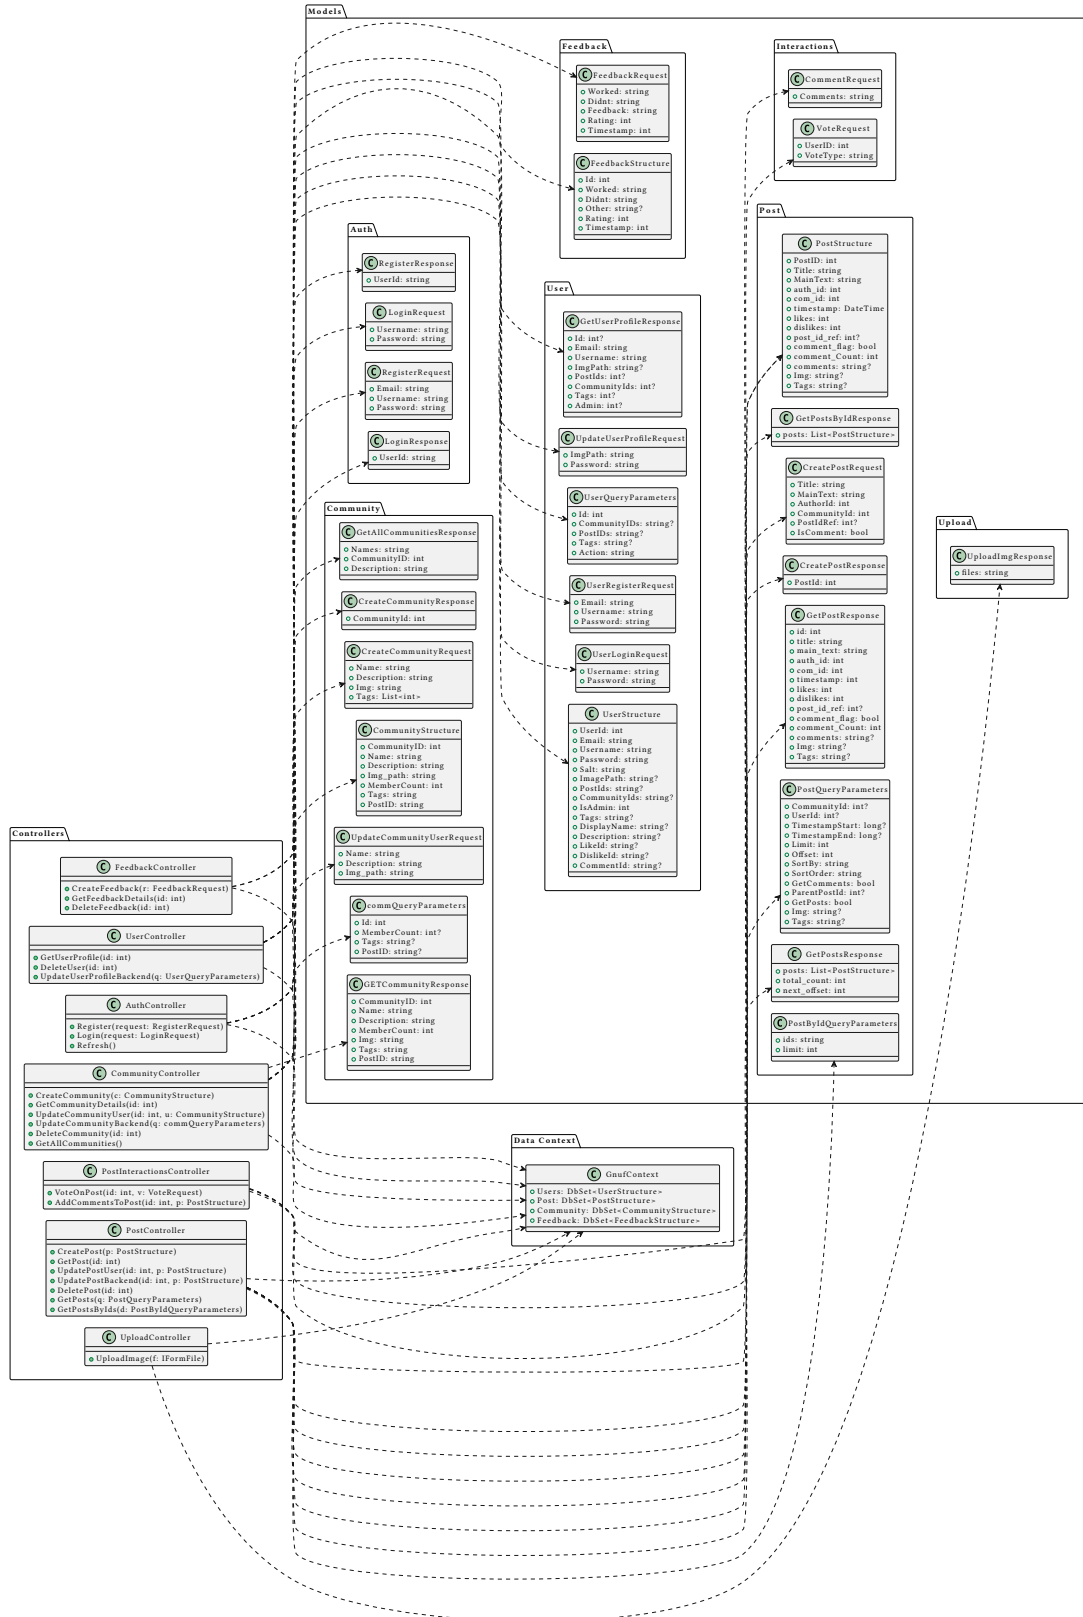 Models
Feedback
C FeedbackRequest
Worked: string
Didnt: string
Feedback: string
Rating: int
Timestamp: int
C FeedbackStructure
Id: int
Worked: string
Didnt: string
Other: string?
Rating: int
Timestamp: int
Interactions
C CommentRequest
Comments: string
C VoteRequest
UserID: int
VoteType: string
Auth
C RegisterResponse
UserId: string
C LoginRequest
Username: string
Password: string
C RegisterRequest
Email: string
Username: string
Password: string
C LoginResponse
UserId: string
User
C GetUserProfileResponse
Id: int?
Email: string
Username: string
ImgPath: string?
PostIds: int?
CommunityIds: int?
Tags: int?
Admin: int?
C UpdateUserProfileRequest
ImgPath: string
Password: string
C UserQueryParameters
Id: int
CommunityIDs: string?
PostIDs: string?
Tags: string?
Action: string
C UserRegisterRequest
Email: string
Username: string
Password: string
C UserLoginRequest
Username: string
Password: string
C UserStructure
UserId: int
Email: string
Username: string
Password: string
Salt: string
ImagePath: string?
PostIds: string?
CommunityIds: string?
IsAdmin: int
Tags: string?
DisplayName: string?
Description: string?
LikeId: string?
DislikeId: string?
CommentId: string?
Post
C PostStructure
PostID: int
Title: string
MainText: string
auth_id: int
com_id: int
timestamp: DateTime
likes: int
dislikes: int
post_id_ref: int?
comment_flag: bool
comment_Count: int
comments: string?
Img: string?
Tags: string?
C GetPostsByIdResponse
posts: List<PostStructure>
C CreatePostRequest
Title: string
MainText: string
AuthorId: int
CommunityId: int
PostIdRef: int?
IsComment: bool
C CreatePostResponse
PostId: int
C GetPostResponse
id: int
title: string
main_text: string
auth_id: int
com_id: int
timestamp: int
likes: int
dislikes: int
post_id_ref: int?
comment_flag: bool
comment_Count: int
comments: string?
Img: string?
Tags: string?
C PostQueryParameters
CommunityId: int?
UserId: int?
TimestampStart: long?
TimestampEnd: long?
Limit: int
Offset: int
SortBy: string
SortOrder: string
GetComments: bool
ParentPostId: int?
GetPosts: bool
Img: string?
Tags: string?
C GetPostsResponse
posts: List<PostStructure>
total_count: int
next_offset: int
C PostByIdQueryParameters
ids: string
limit: int
Upload
C UploadImgResponse
files: string
Community
C GetAllCommunitiesResponse
Names: string
CommunityID: int
Description: string
C CreateCommunityResponse
CommunityId: int
C CreateCommunityRequest
Name: string
Description: string
Img: string
Tags: List<int>
C CommunityStructure
CommunityID: int
Name: string
Description: string
Img_path: string
MemberCount: int
Tags: string
PostID: string
C UpdateCommunityUserRequest
Name: string
Description: string
Img_path: string
C commQueryParameters
Id: int
MemberCount: int?
Tags: string?
PostID: string?
C GETCommunityResponse
CommunityID: int
Name: string
Description: string
MemberCount: int
Img: string
Tags: string
PostID: string
Controllers
C FeedbackController
CreateFeedback(r: FeedbackRequest)
GetFeedbackDetails(id: int)
DeleteFeedback(id: int)
C UserController
GetUserProfile(id: int)
DeleteUser(id: int)
UpdateUserProfileBackend(q: UserQueryParameters)
C AuthController
Register(request: RegisterRequest)
Login(request: LoginRequest)
Refresh()
C CommunityController
CreateCommunity(c: CommunityStructure)
GetCommunityDetails(id: int)
UpdateCommunityUser(id: int, u: CommunityStructure)
UpdateCommunityBackend(q: commQueryParameters)
DeleteCommunity(id: int)
GetAllCommunities()
C PostInteractionsController
VoteOnPost(id: int, v: VoteRequest)
AddCommentsToPost(id: int, p: PostStructure)
C PostController
CreatePost(p: PostStructure)
GetPost(id: int)
UpdatePostUser(id: int, p: PostStructure)
UpdatePostBackend(id: int, p: PostStructure)
DeletePost(id: int)
GetPosts(q: PostQueryParameters)
GetPostsByIds(d: PostByIdQueryParameters)
C UploadController
UploadImage(f: IFormFile)
Data Context
C GnufContext
Users: DbSet<UserStructure>
Post: DbSet<PostStructure>
Community: DbSet<CommunityStructure>
Feedback: DbSet<FeedbackStructure>